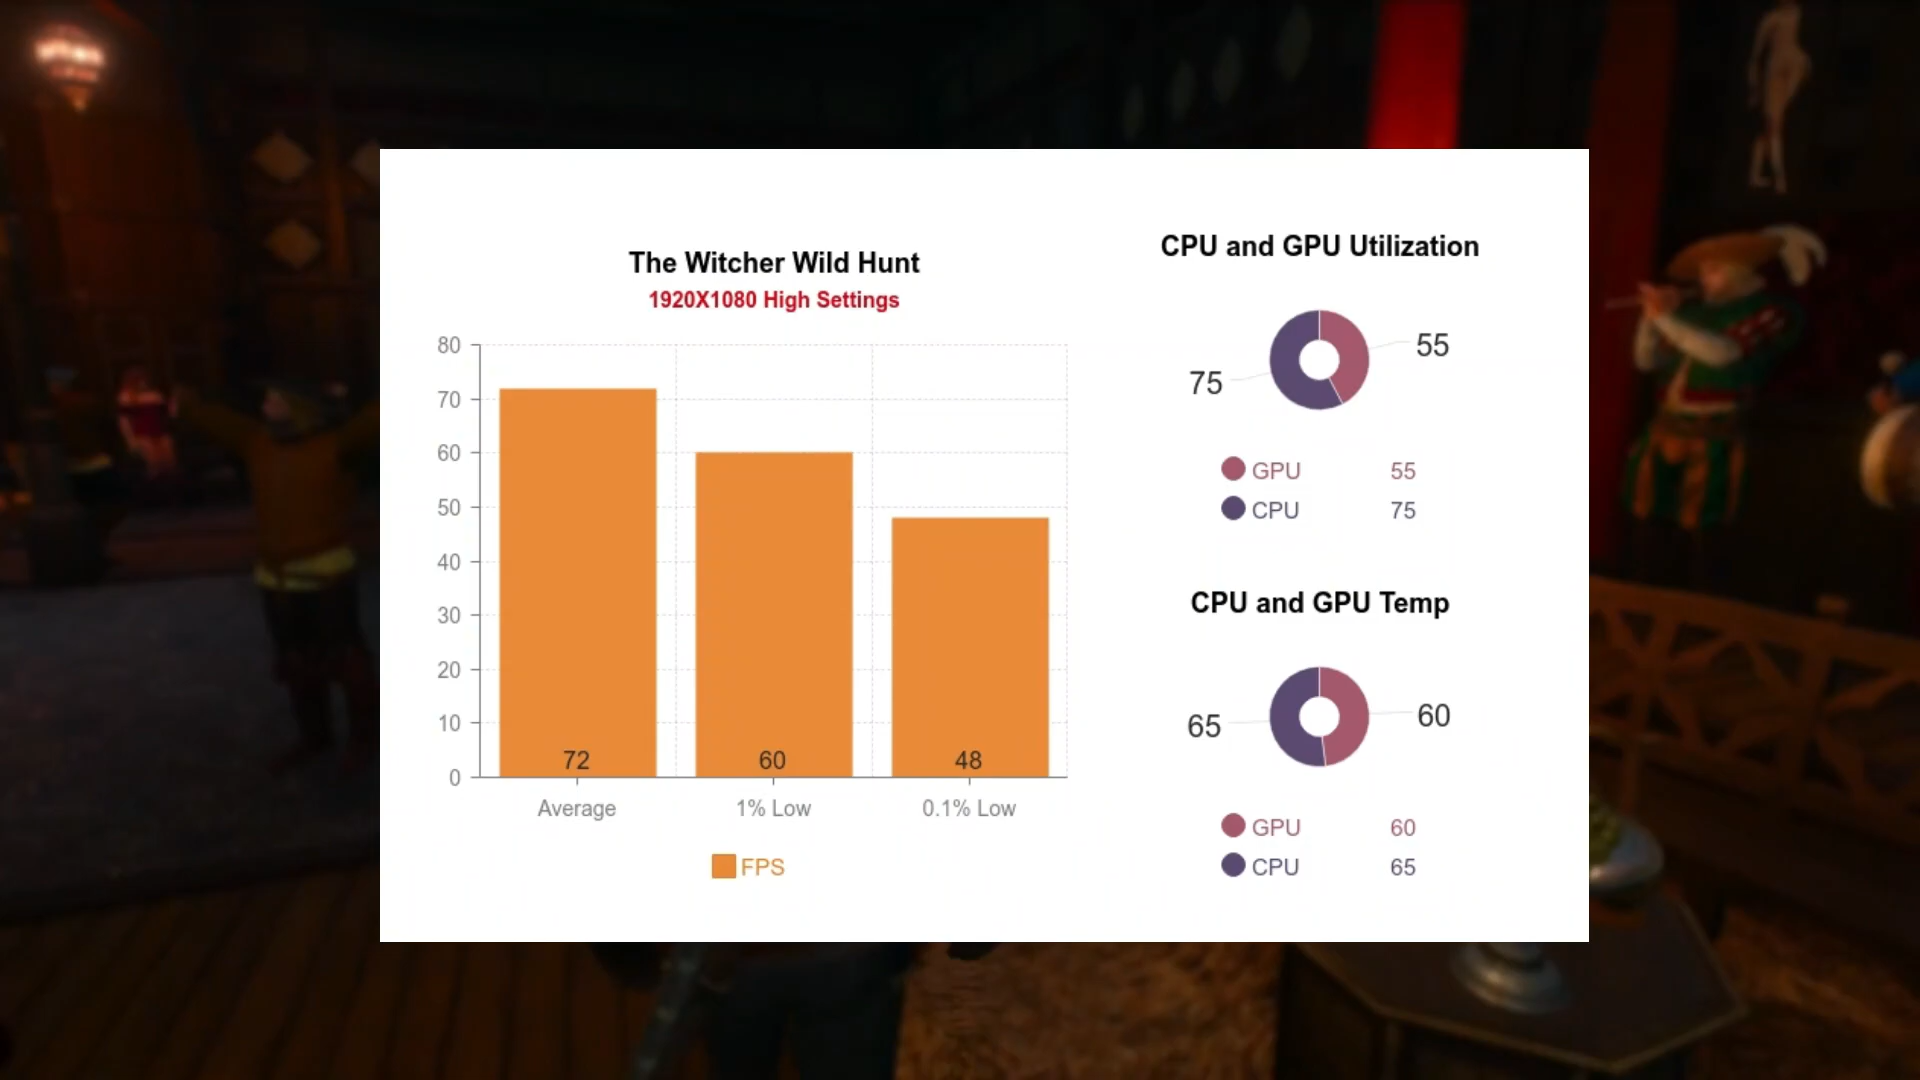 The Witcher Wild Hunt
1920X1080 High Settings
80
70
60
50
40
30
20
10
0
72
60
48
Average
1% Low
0.1% Low
FPS
CPU and GPU Utilization
55
75
GPU 55
CPU 75
CPU and GPU Temp
60
65
GPU 60
CPU 65